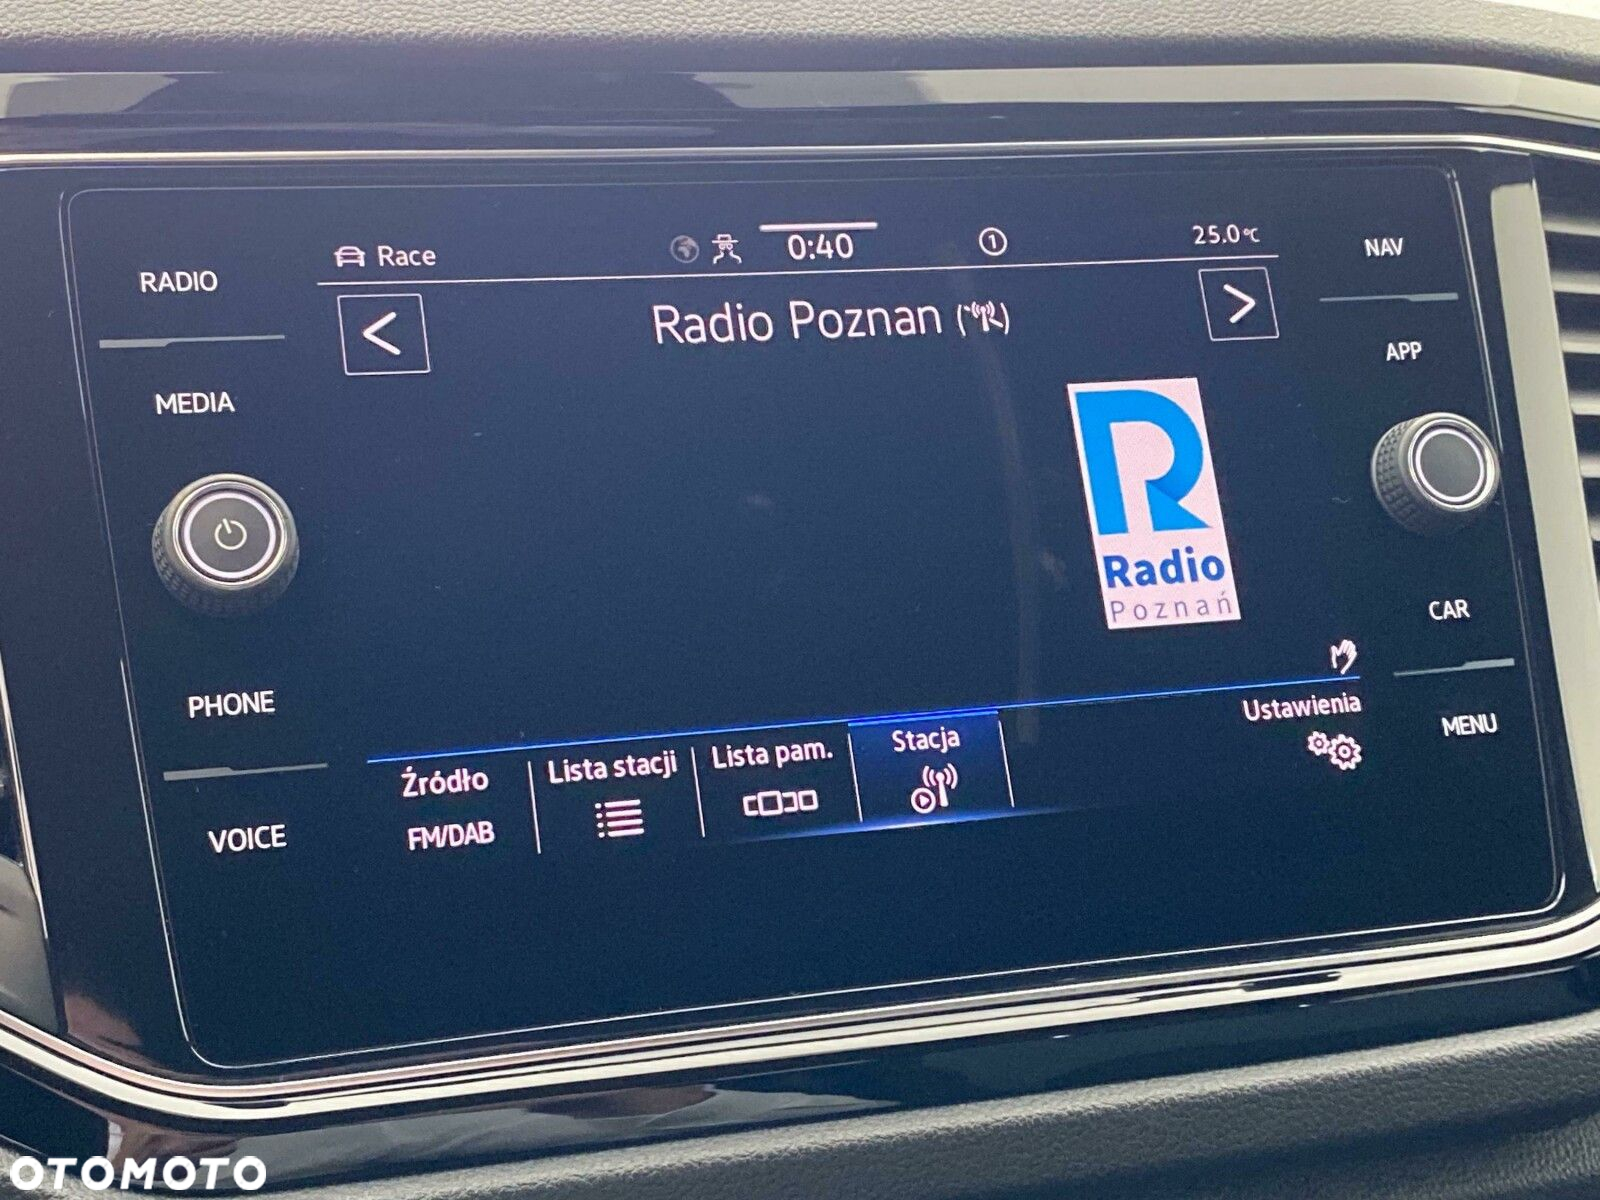 Race
0:40
1
25.0°C
NAV
RADIO
Radio Poznan
APP
MEDIA
Radio
Poznań
CAR
PHONE
Ustawienia
MENU
Źródło
Lista stacji
Lista pam.
Stacja
FM/DAB
VOICE
OTOMOTO